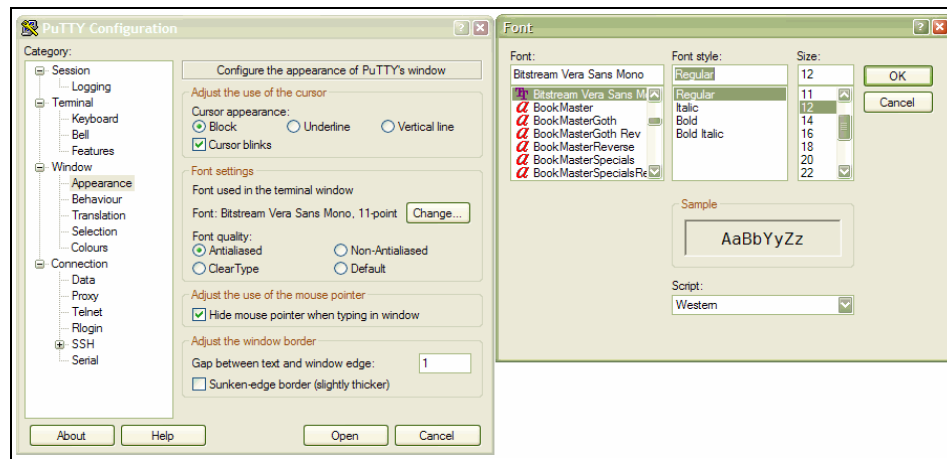 PuTTY Configuration
Category:
Session
Logging
Terminal
Keyboard
Bell
Features
Window
Appearance
Behaviour
Translation
Selection
Colours
Connection
Data
Proxy
Telnet
Rlogin
SSH
Serial
Configure the appearance of PuTTY's window
Adjust the use of the cursor
Cursor appearance:
Block Underline Vertical line
Cursor blinks
Font settings
Font used in the terminal window
Font: Bitstream Vera Sans Mono, 11-point Change...
Font quality:
Antialiased Non-Antialiased
ClearType Default
Adjust the use of the mouse pointer
Hide mouse pointer when typing in window
Adjust the window border
Gap between text and window edge: 1
Sunken-edge border (slightly thicker)
About Help Open Cancel
Font
Font:
Bitstream Vera Sans Mono
Bitstream Vera Sans M
BookMaster
BookMasterGoth
BookMasterGoth Rev
BookMasterReverse
BookMasterSpecials
BookMasterSpecialsRe
Font style:
Regular
Regular
Italic
Bold
Bold Italic
Size:
12
11
12
14
16
18
20
22
OK
Cancel
Sample
AaBbYyZz
Script:
Western